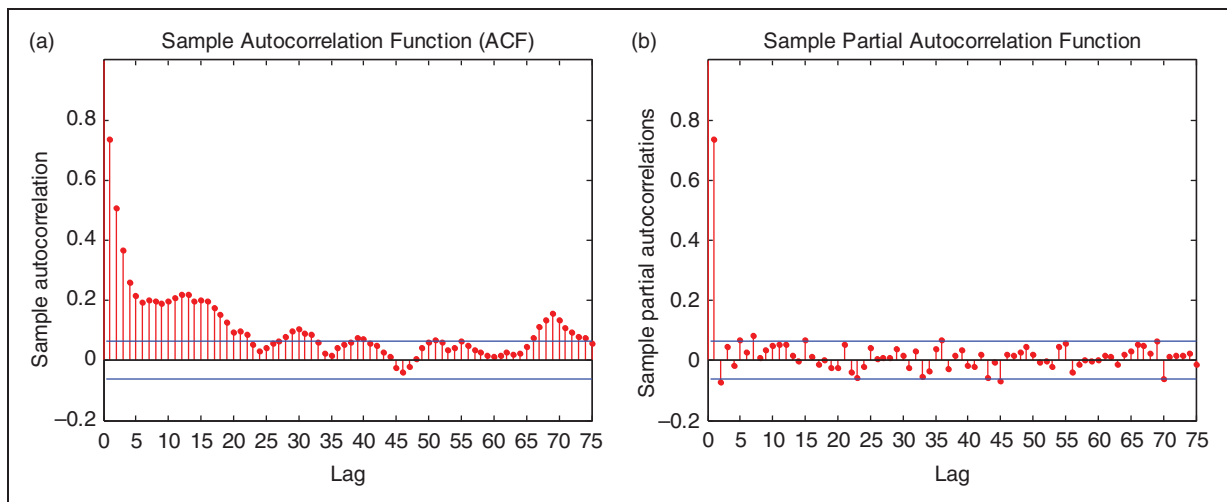 (a) Sample Autocorrelation Function (ACF)
Sample autocorrelation
0.8
0.6
0.4
0.2
0
−0.2
0 5 10 15 20 25 30 35 40 45 50 55 60 65 70 75
Lag
(b) Sample Partial Autocorrelation Function
Sample partial autocorrelations
0.8
0.6
0.4
0.2
0
−0.2
0 5 10 15 20 25 30 35 40 45 50 55 60 65 70 75
Lag